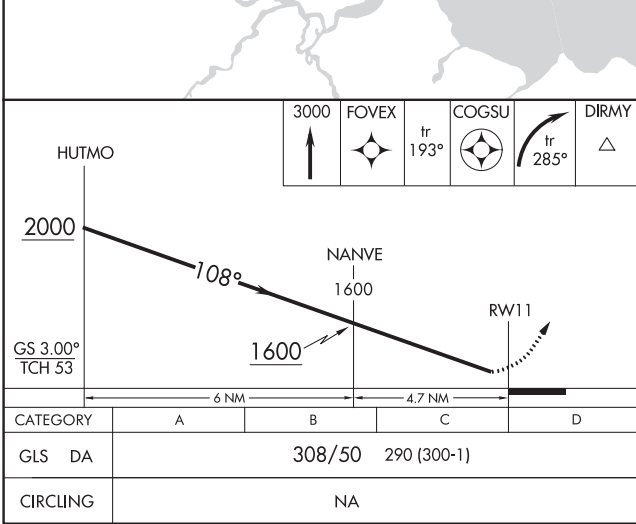 3000 FOVEX tr 193° COGSU tr 285° DIRMY
HUTMO
2000
108°
NANVE
1600
RW11
1600
GS 3.00°
TCH 53
6 NM 4.7 NM
CATEGORY A B C D
GLS DA 308/50 290 (300-1)
CIRCLING NA